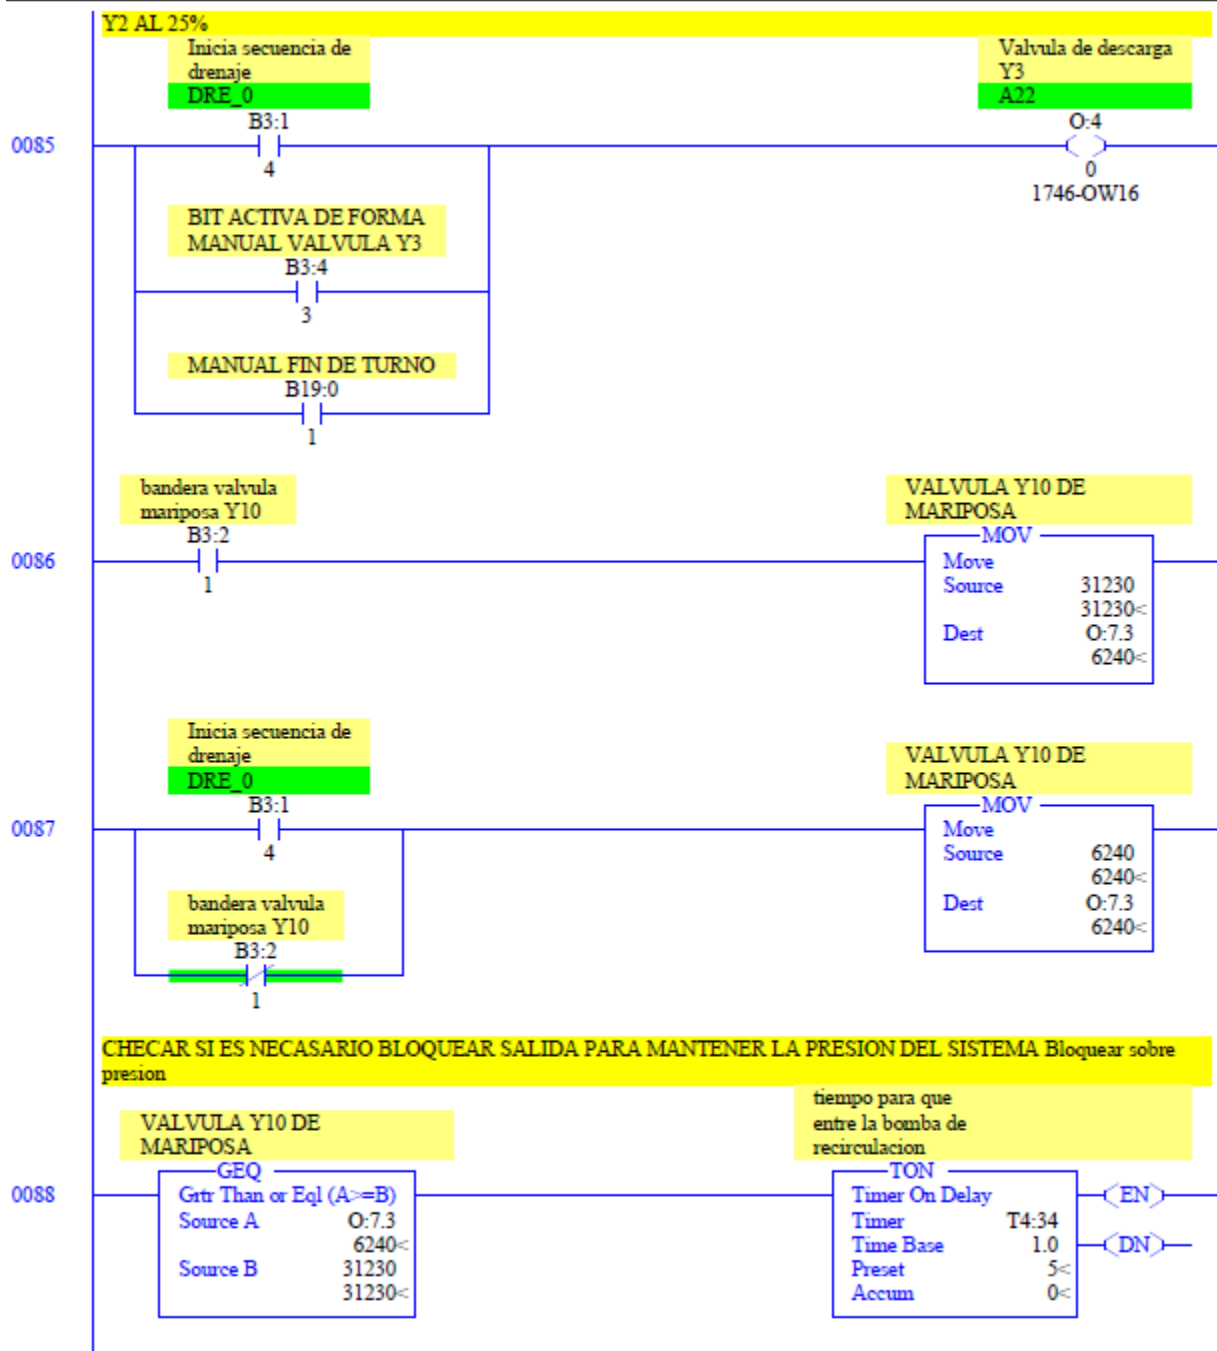 Y2 AL 25%
Inicia secuencia de
drenaje
DRE_0
B3:1
4
Valvula de descarga
Y3
A22
O:4
0
1746-OW16
0085
BIT ACTIVA DE FORMA
MANUAL VALVULA Y3
B3:4
3
MANUAL FIN DE TURNO
B19:0
1
bandera valvula
mariposa Y10
B3:2
1
0086
VALVULA Y10 DE
MARIPOSA
MOV
Move
Source 31230
31230<
Dest O:7.3
6240<
Inicia secuencia de
drenaje
DRE_0
B3:1
4
0087
bandera valvula
mariposa Y10
B3:2
1
VALVULA Y10 DE
MARIPOSA
MOV
Move
Source 6240
6240<
Dest O:7.3
6240<
CHECAR SI ES NECASARIO BLOQUEAR SALIDA PARA MANTENER LA PRESION DEL SISTEMA Bloquear sobre
presion
VALVULA Y10 DE
MARIPOSA
GEQ
0088
Grtr Than or Eql (A>=B)
Source A O:7.3
6240<
Source B 31230
31230<
tiempo para que
entre la bomba de
recirculacion
TON
Timer On Delay
Timer T4:34
Time Base 1.0
Preset 5<
Accum 0<
EN
DN